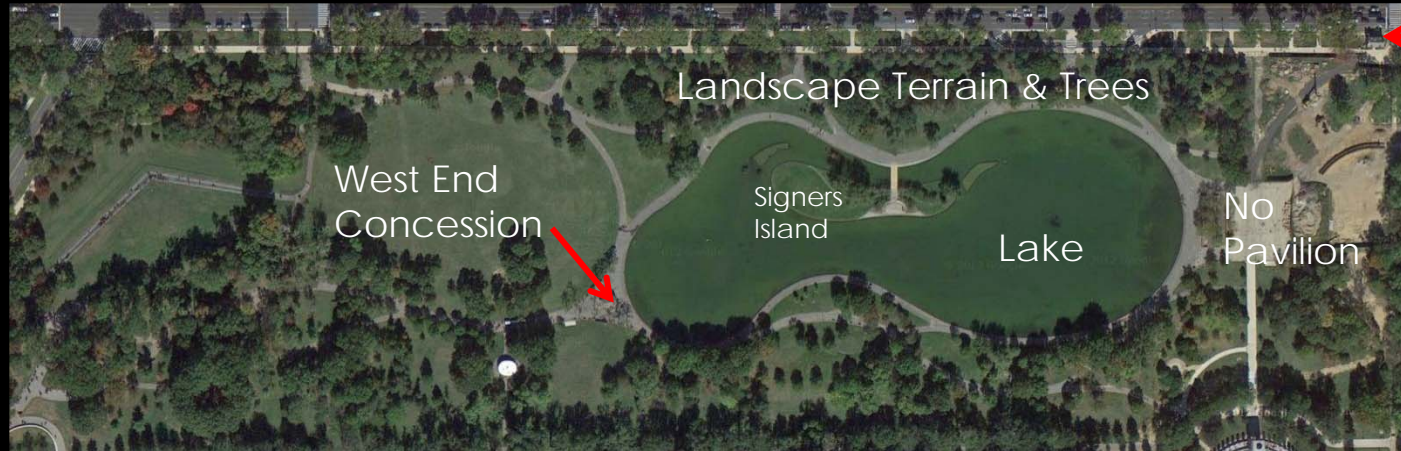 Landscape Terrain & Trees
West End
Concession
Signers
Island
Lake
No
Pavilion